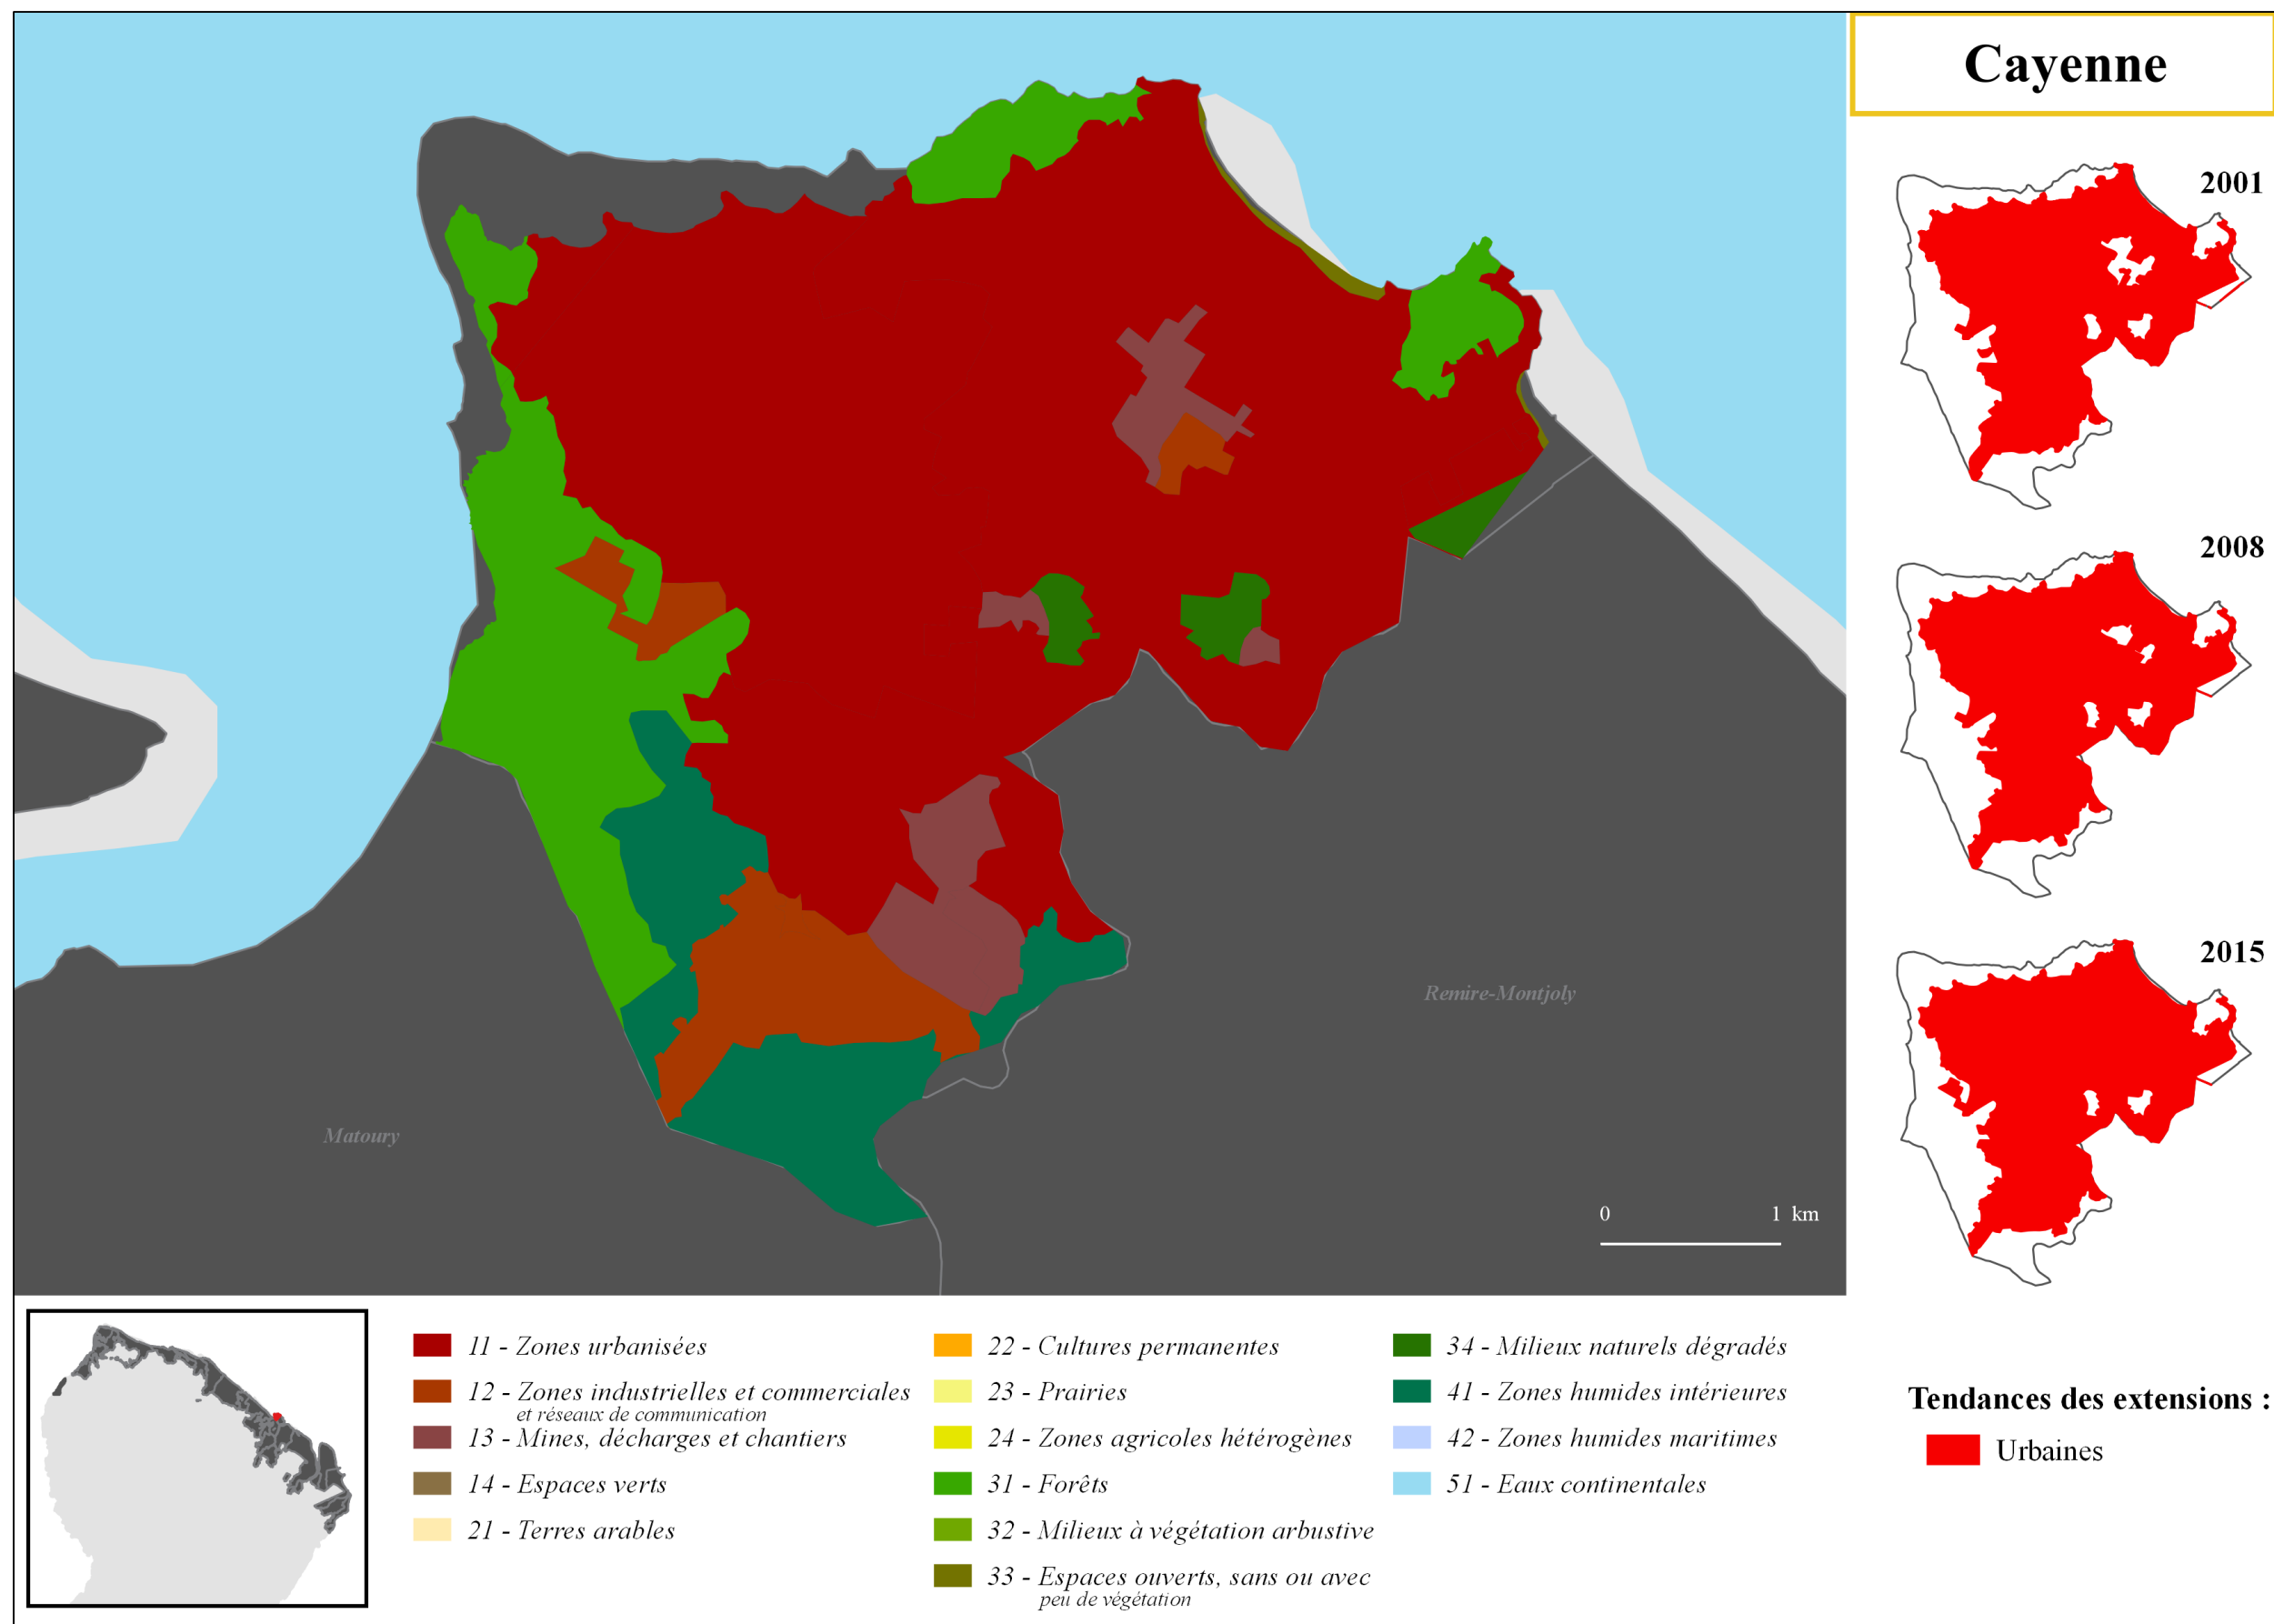 Cayenne
2001
2008
2015
Remire-Montjoly
Matoury
0 1 km
11 - Zones urbanisées
12 - Zones industrielles et commerciales
et réseaux de communication
13 - Mines, décharges et chantiers
14 - Espaces verts
21 - Terres arables
22 - Cultures permanentes
23 - Prairies
24 - Zones agricoles hétérogènes
31 - Forêts
32 - Milieux à végétation arbustive
33 - Espaces ouverts, sans ou avec
peu de végétation
34 - Milieux naturels dégradés
41 - Zones humides intérieures
42 - Zones humides maritimes
51 - Eaux continentales
Tendances des extensions :
Urbaines